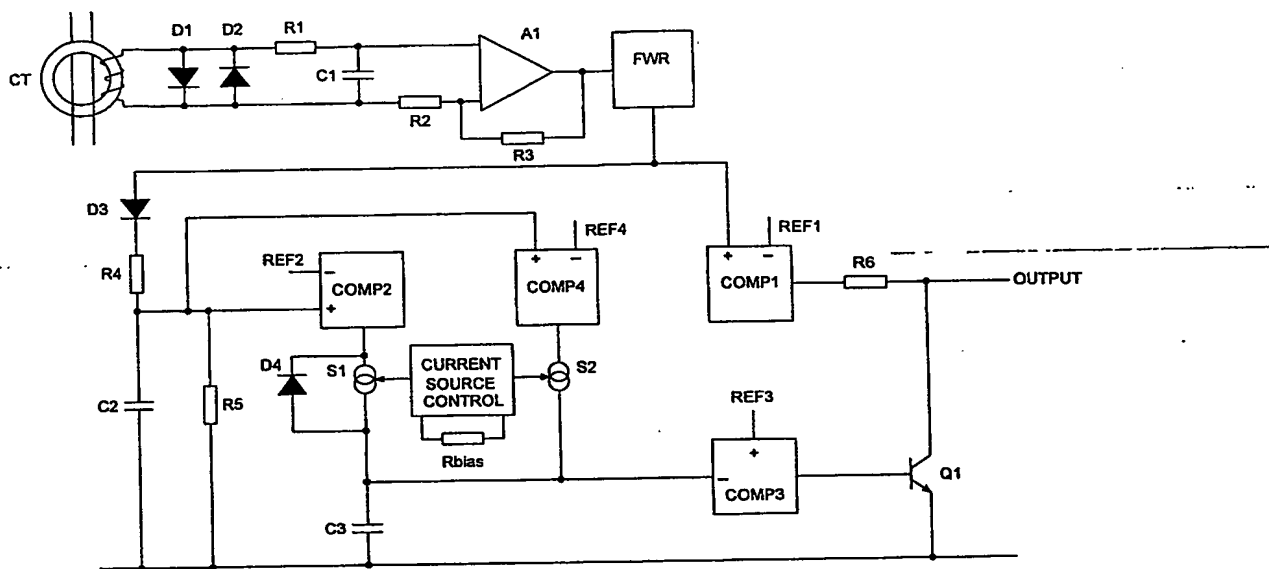 D1
D2
R1
A1
CT
C1
FWR
R2
R3
D3
REF4
REF1
REF2
R4
+ -
COMP4
+ -
COMP1
R6
OUTPUT
-
COMP2
+
D4
S1
CURRENT
SOURCE
CONTROL
S2
C2
R5
REF3
Rbias
+
-
COMP3
Q1
C3